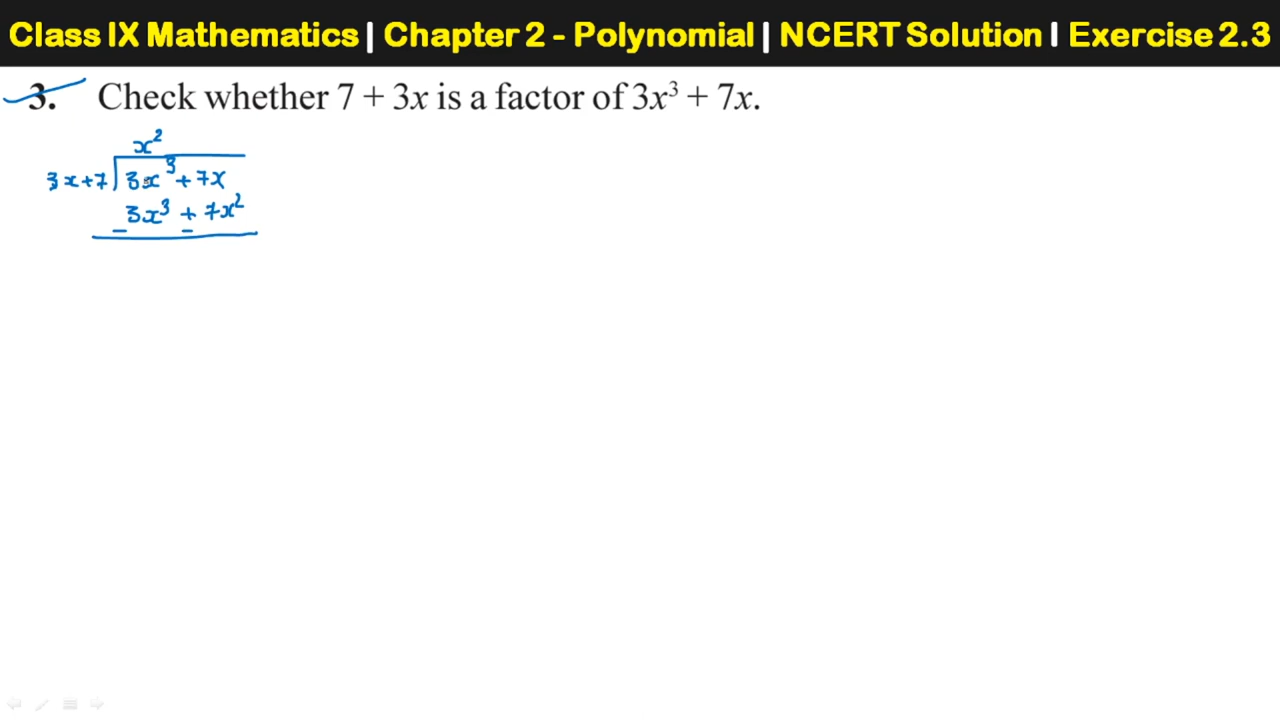 Class IX Mathematics | Chapter 2 - Polynomial | NCERT Solution | Exercise 2.3
3. Check whether 7 + 3x is a factor of 3x³ + 7x.
x²
3x+7 3x³+7x
3x³ + 7x²
− −